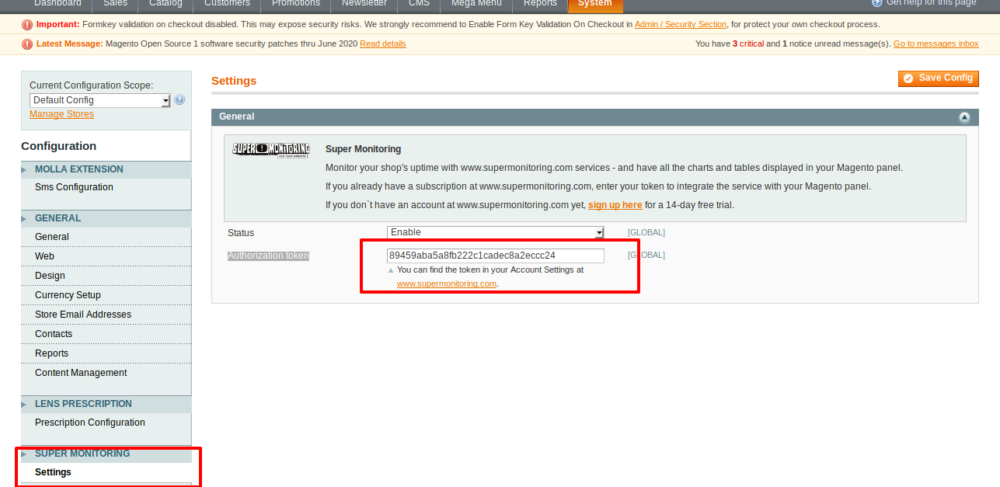 Dashboard Sales Catalog Customers Promotions Newsletter CMS Mega Menu Reports System Get help for this page
Important: Formkey validation on checkout disabled. This may expose security risks. We strongly recommend to Enable Form Key Validation On Checkout in Admin / Security Section, for protect your own checkout process.
Latest Message: Magento Open Source 1 software security patches thru June 2020 Read details You have 3 critical and 1 notice unread message(s). Go to messages inbox
Current Configuration Scope:
Default Config
Manage Stores
Configuration
MOLLA EXTENSION
Sms Configuration
GENERAL
General
Web
Design
Currency Setup
Store Email Addresses
Contacts
Reports
Content Management
LENS PRESCRIPTION
Prescription Configuration
SUPER MONITORING
Settings
Settings
Save Config
General
SUPER MONITORING
Super Monitoring
Monitor your shop's uptime with www.supermonitoring.com services - and have all the charts and tables displayed in your Magento panel.
If you already have a subscription at www.supermonitoring.com, enter your token to integrate the service with your Magento panel.
If you don`t have an account at www.supermonitoring.com yet, sign up here for a 14-day free trial.
Status Enable [GLOBAL]
Authorization token 89459aba5a8fb222c1cadec8a2eccc24 [GLOBAL]
You can find the token in your Account Settings at
www.supermonitoring.com.